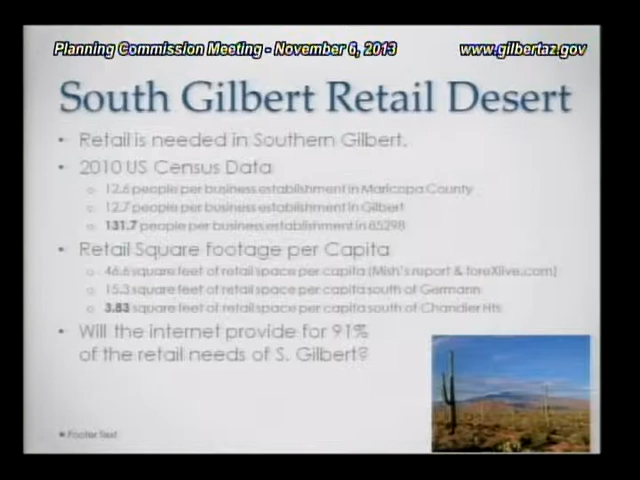 Planning Commission Meeting - November 6, 2013
www.gilbertaz.gov
South Gilbert Retail Desert
• Retail is needed in Southern Gilbert.
• 2010 US Census Data
o 12.6 people per business establishment in Maricopa County
o 12.7 people per business establishment in Gilbert
o 131.7 people per business establishment in 85298
• Retail Square footage per Capita
o 46.6 square feet of retail space per capita (Mish's report & foreXlive.com)
o 15.3 square feet of retail space per capita south of Germann
o 3.83 square feet of retail space per capita south of Chandler Hts
• Will the internet provide for 91%
of the retail needs of S. Gilbert?
Footer Text